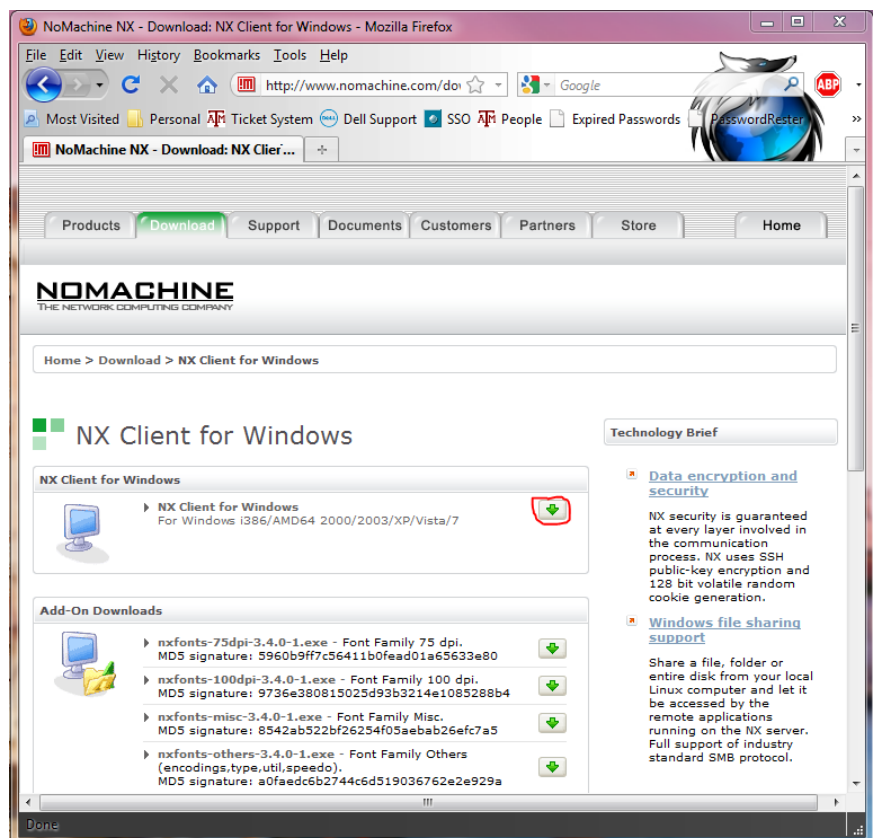 NoMachine NX - Download: NX Client for Windows - Mozilla Firefox
File Edit View History Bookmarks Tools Help
http://www.nomachine.com/do
Google
ABP
Most Visited Personal Ticket System Dell Support SSO People Expired Passwords PasswordRester »
NoMachine NX - Download: NX Clier...
Products Download Support Documents Customers Partners Store Home
NOMACHINE
THE NETWORK COMPUTING COMPANY
Home > Download > NX Client for Windows
NX Client for Windows
NX Client for Windows
NX Client for Windows
For Windows i386/AMD64 2000/2003/XP/Vista/7
Add-On Downloads
nxfonts-75dpi-3.4.0-1.exe - Font Family 75 dpi.
MD5 signature: 5960b9ff7c56411b0fead01a65633e80
nxfonts-100dpi-3.4.0-1.exe - Font Family 100 dpi.
MD5 signature: 9736e380815025d93b3214e1085288b4
nxfonts-misc-3.4.0-1.exe - Font Family Misc.
MD5 signature: 8542ab522bf26254f05aebab26efc7a5
nxfonts-others-3.4.0-1.exe - Font Family Others
(encodings,type,util,speedo).
MD5 signature: a0faedc6b2744c6d519036762e2e929a
Technology Brief
Data encryption and
security
NX security is guaranteed
at every layer involved in
the communication
process. NX uses SSH
public-key encryption and
128 bit volatile random
cookie generation.
Windows file sharing
support
Share a file, folder or
entire disk from your local
Linux computer and let it
be accessed by the
remote applications
running on the NX server.
Full support of industry
standard SMB protocol.
Done